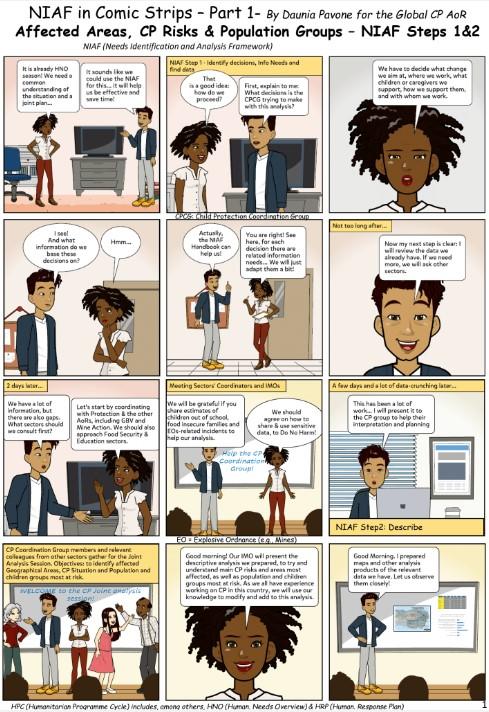 NIAF in Comic Strips - Part 1- By Daunia Pavone for the Global CP AoR
Affected Areas, CP Risks & Population Groups - NIAF Steps 1&2
NIAF (Needs Identification and Analysis Framework)
It is already HNO
season! We need a
common
understanding of
the situation and a
joint plan...
It sounds like we
could use the NIAF
for this... it will help
us be effective and
save time!
NIAF Step 1 - Identify decisions, Info Needs and
find data
That
is a good idea:
how do we
proceed?
First, explain to me:
What decisions is the
CPCG trying to make
with this analysis?
CPCG: Child Protection Coordination Group
We have to decide what change
we aim at, where we work, what
children or caregivers we
support, how we support them,
and with whom we work.
I see!
And what
information do we
base these
decisions on?
Hmm...
Actually,
the NIAF
Handbook can
help us!
You are right! See
here, for each
decision there are
related information
needs... We will just
adapt them a bit!
Not too long after...
Now my next step is clear: I
will review the data
we already have. If we need
more, we will ask other
sectors.
2 days later...
We have a lot of
information, but
there are also gaps.
What sectors should
we consult first?
Let's start by coordinating
with Protection & the other
AoRs, including GBV and
Mine Action. We should also
approach Food Security &
Education sectors.
Meeting Sectors' Coordinators and IMOs
We will be grateful if you
share estimates of
children out of school,
food insecure families and
EOs-related incidents to
help our analysis.
We should
agree on how to
share & use sensitive
data, to Do No Harm!
Help the CP
Coordination
Group!
EO = Explosive Ordnance (e.g., Mines)
A few days and a lot of data-crunching later...
This has been a lot of
work... I will present it to
the CP group to help their
interpretation and planning
NIAF Step2: Describe
CP Coordination Group members and relevant
colleagues from other sectors gather for the Joint
Analysis Session. Objectives: to identify affected
Geographical Areas, CP Situation and Population and
children groups most at risk.
WELCOME to the CP Joint analysis
session!
Good morning! Our IMO will present the
descriptive analysis we prepared, to try and
understand main CP risks and areas most
affected, as well as population and children
groups most at risk. As we all have experience
working on CP in this country, we will use our
knowledge to modify and add to this analysis.
Good Morning, I prepared
maps and other analysis
products of the relevant
data we have. Let us observe
them closely!
HPC (Humanitarian Programme Cycle) includes, among others, HNO (Human. Needs Overview) & HRP (Human. Response Plan)
1